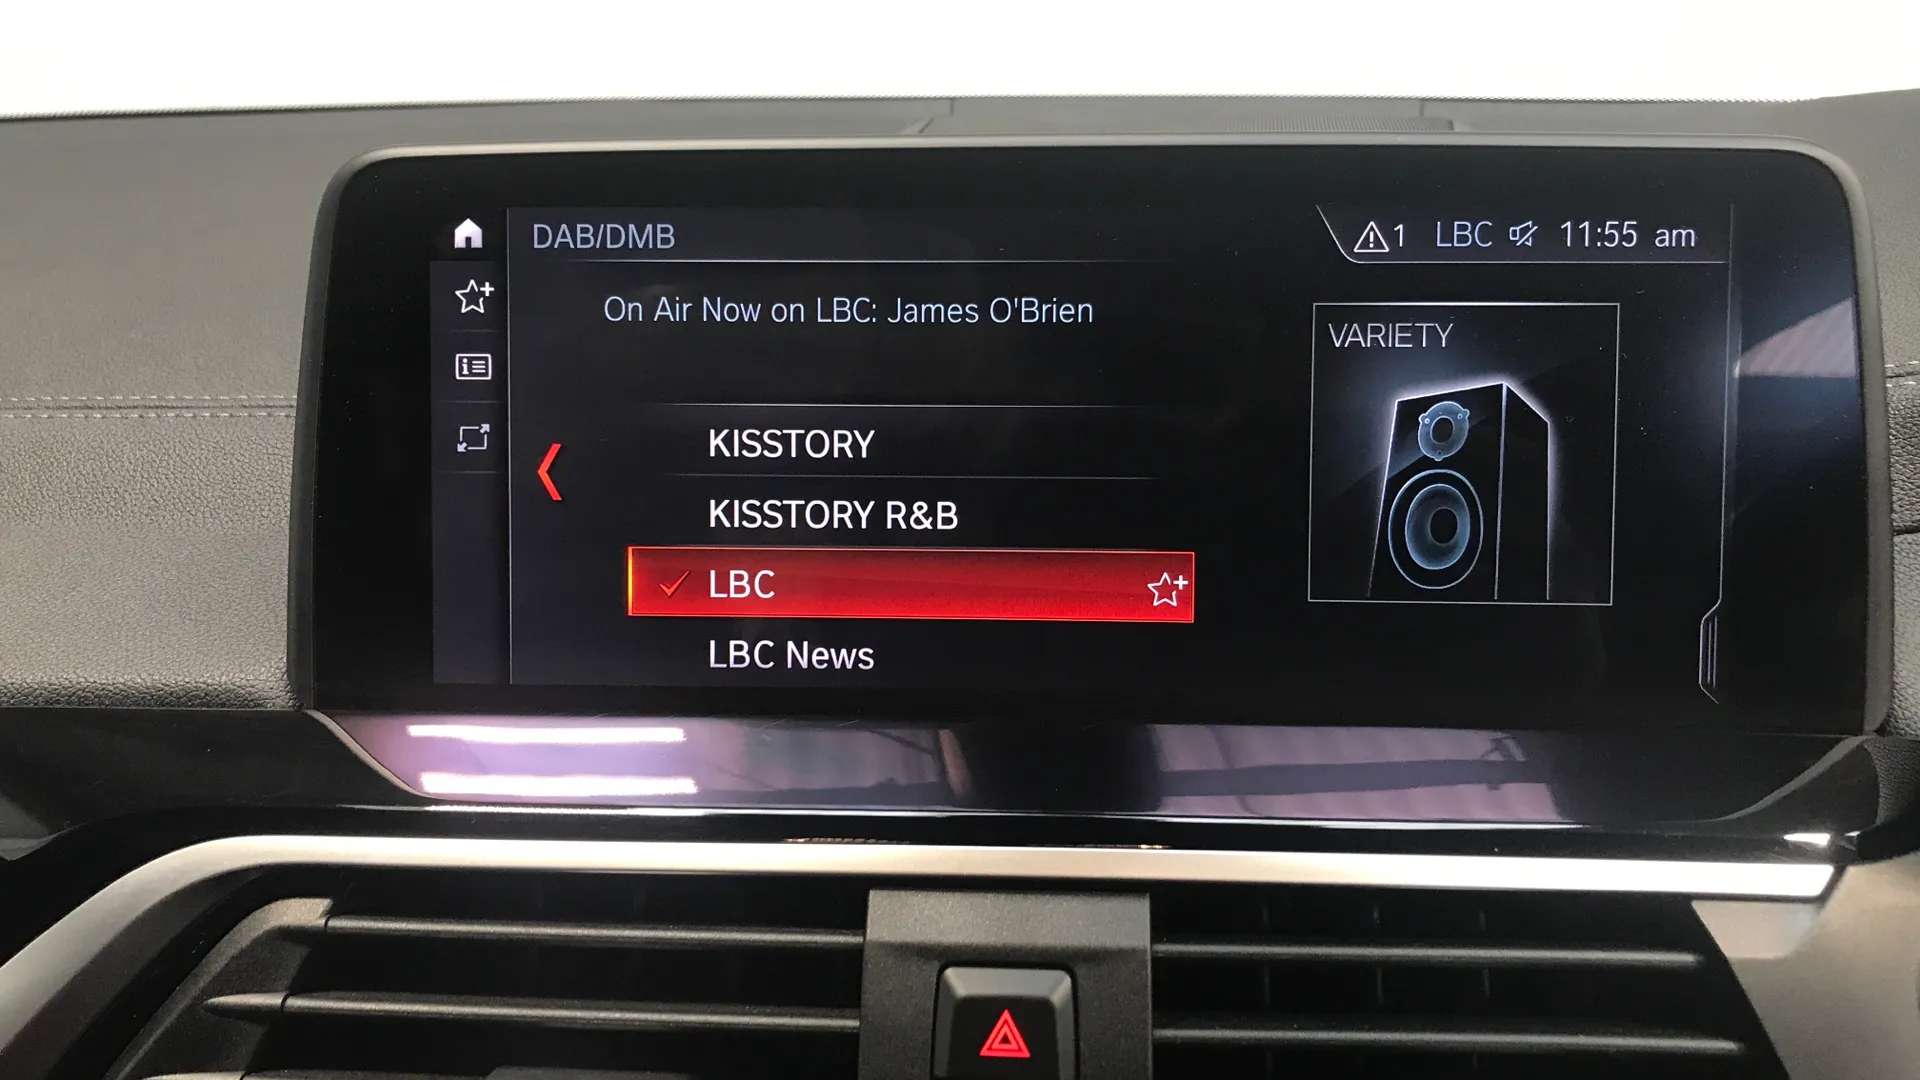 DAB/DMB
1 LBC 11:55 am
On Air Now on LBC: James O'Brien
VARIETY
KISSTORY
KISSTORY R&B
LBC
LBC News